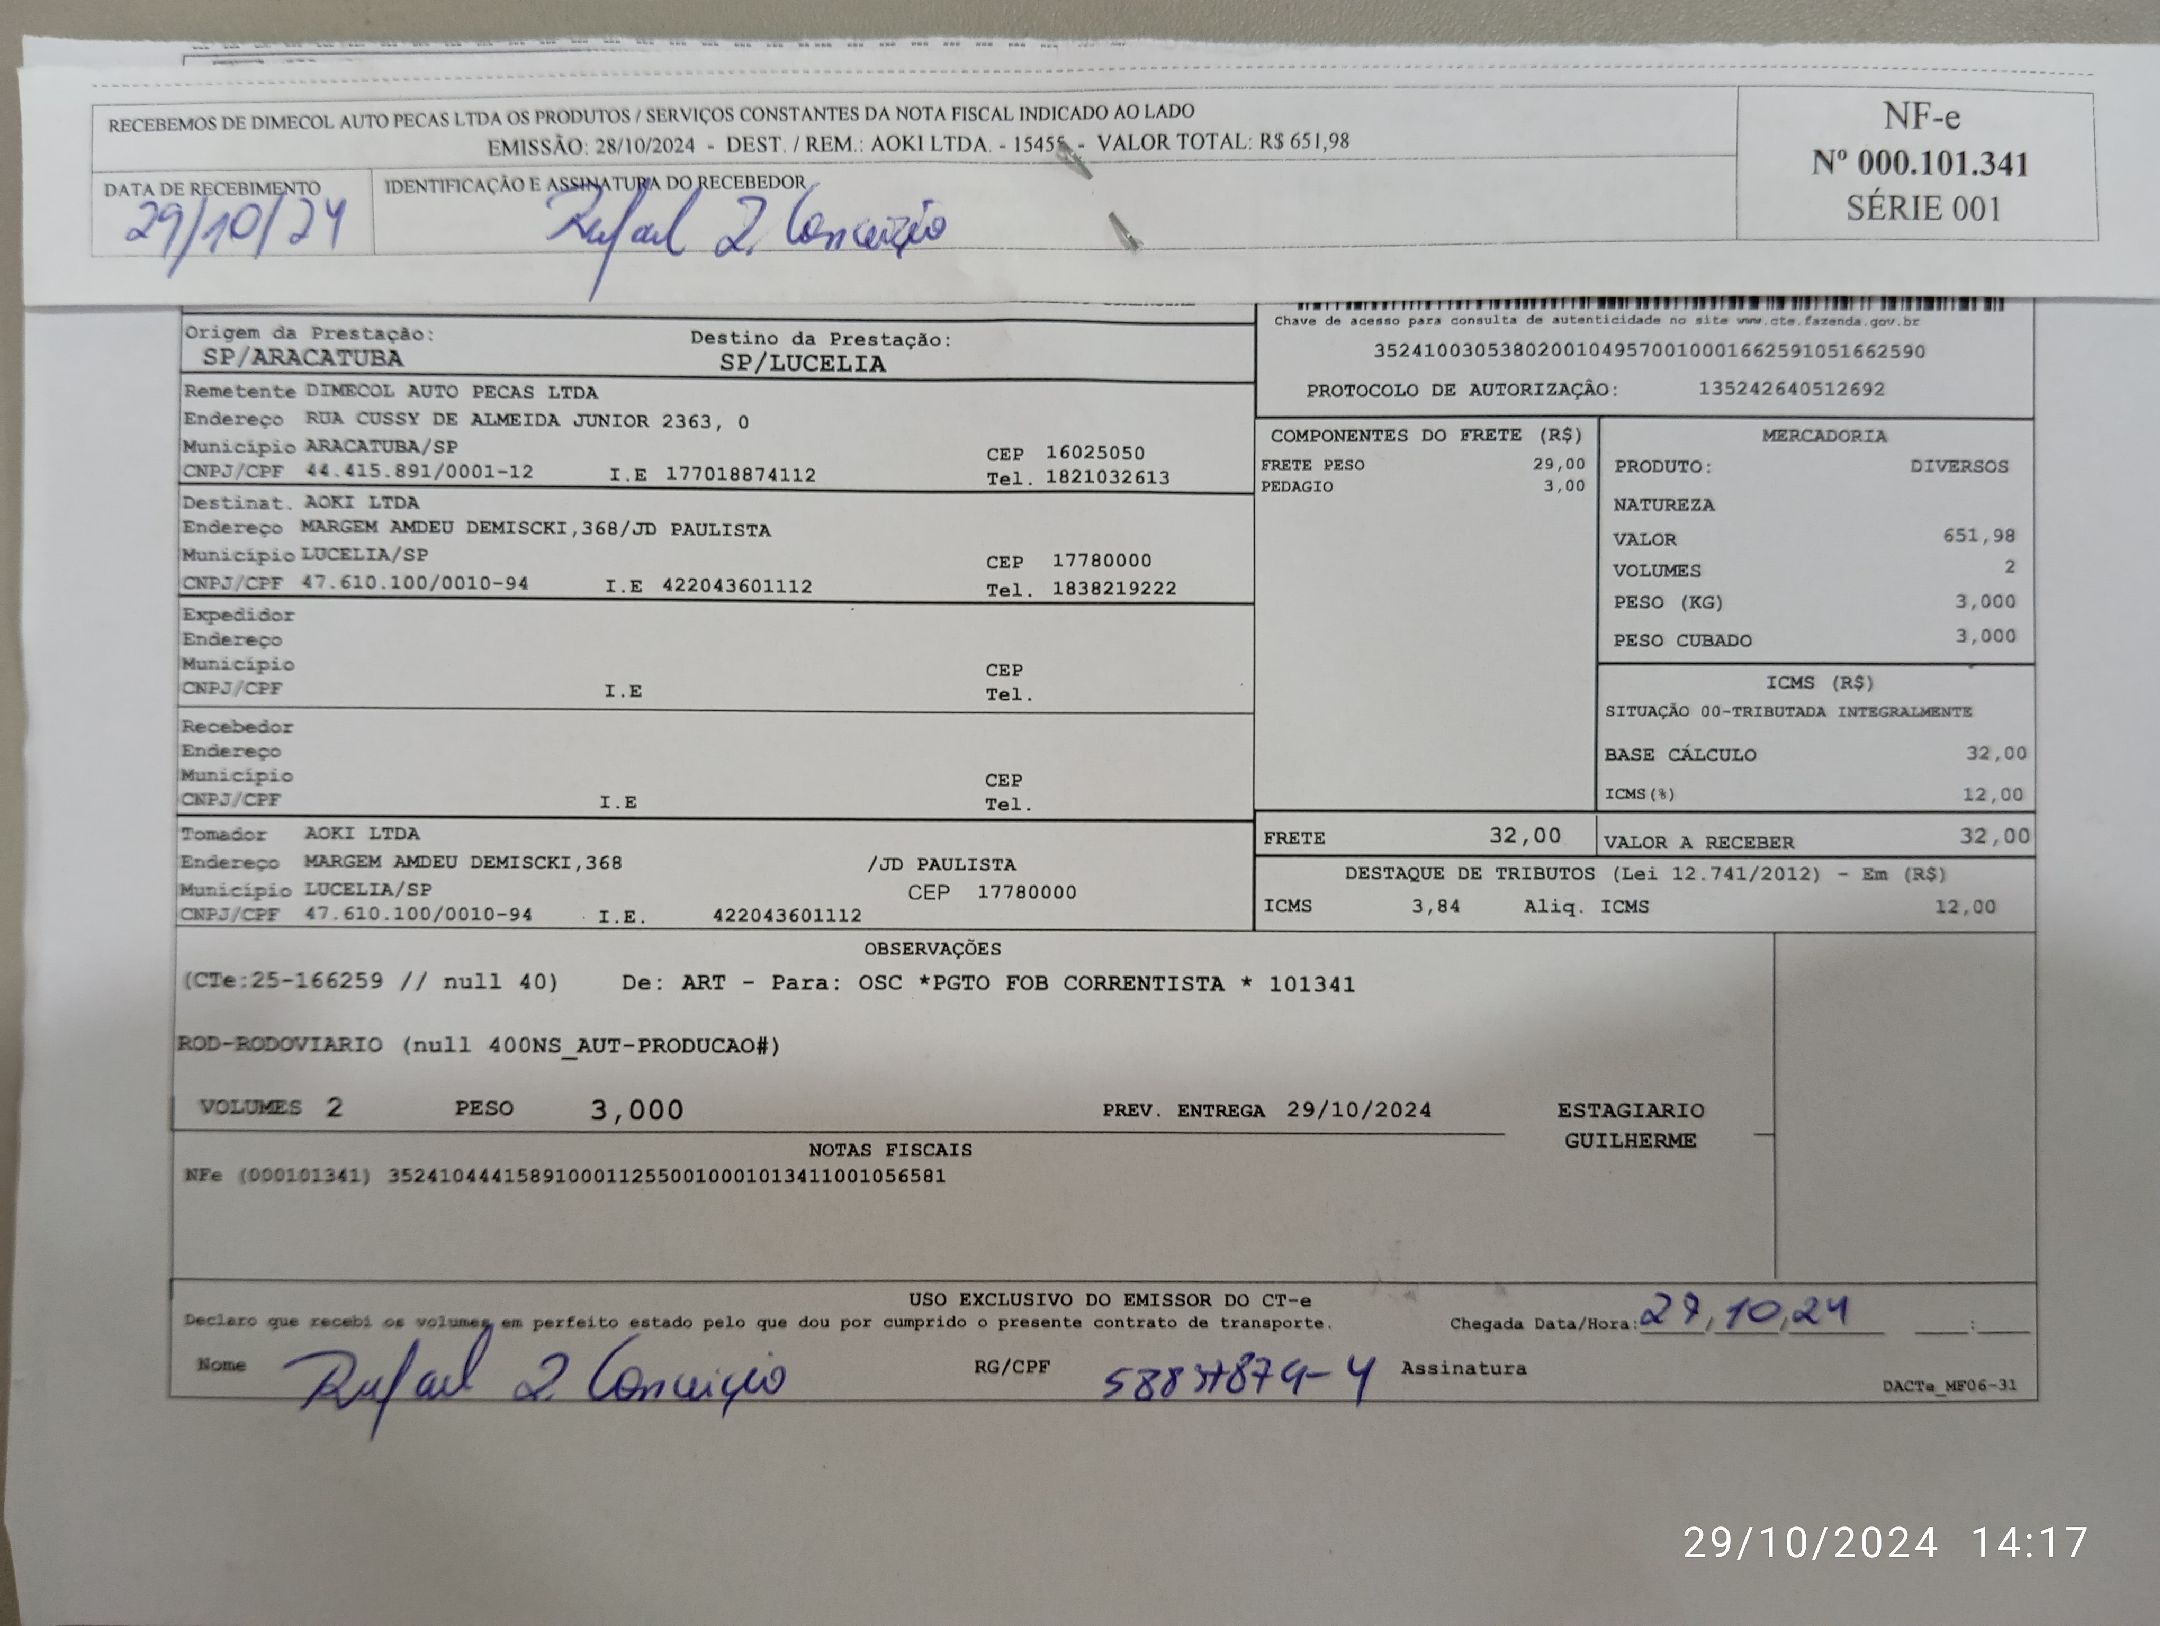 RECEBEMOS DE DIMECOL AUTO PECAS LTDA OS PRODUTOS / SERVIÇOS CONSTANTES DA NOTA FISCAL INDICADO AO LADO
EMISSÃO: 28/10/2024 - DEST. / REM.: AOKI LTDA. - 15455 - VALOR TOTAL: R$ 651,98
NF-e
Nº 000.101.341
SÉRIE 001
DATA DE RECEBIMENTO
29/10/24
IDENTIFICAÇÃO E ASSINATURA DO RECEBEDOR
Rafael Conceição
Origem da Prestação:
SP/ARACATUBA
Destino da Prestação:
SP/LUCELIA
Chave de acesso para consulta de autenticidade no site www.cte.fazenda.gov.br
35241003053802001049570010001662591051662590
PROTOCOLO DE AUTORIZAÇÃO: 135242640512692
Remetente DIMECOL AUTO PECAS LTDA
Endereço RUA CUSSY DE ALMEIDA JUNIOR 2363, 0
Município ARACATUBA/SP CEP 16025050
CNPJ/CPF 44.415.891/0001-12 I.E 177018874112 Tel. 1821032613
Destinat. AOKI LTDA
Endereço MARGEM AMDEU DEMISCKI,368/JD PAULISTA
Município LUCELIA/SP CEP 17780000
CNPJ/CPF 47.610.100/0010-94 I.E 422043601112 Tel. 1838219222
Expedidor
Endereço
Município CEP
CNPJ/CPF I.E Tel.
Recebedor
Endereço
Município CEP
CNPJ/CPF I.E Tel.
Tomador AOKI LTDA
Endereço MARGEM AMDEU DEMISCKI,368 /JD PAULISTA
Município LUCELIA/SP CEP 17780000
CNPJ/CPF 47.610.100/0010-94 I.E. 422043601112
COMPONENTES DO FRETE (R$)
FRETE PESO 29,00
PEDAGIO 3,00
MERCADORIA
PRODUTO: DIVERSOS
NATUREZA
VALOR 651,98
VOLUMES 2
PESO (KG) 3,000
PESO CUBADO 3,000
ICMS (R$)
SITUAÇÃO 00-TRIBUTADA INTEGRALMENTE
BASE CÁLCULO 32,00
ICMS(%) 12,00
FRETE 32,00
VALOR A RECEBER 32,00
DESTAQUE DE TRIBUTOS (Lei 12.741/2012) - Em (R$)
ICMS 3,84 Aliq. ICMS 12,00
OBSERVAÇÕES
(CTe:25-166259 // null 40) De: ART - Para: OSC *PGTO FOB CORRENTISTA * 101341
ROD-RODOVIARIO (null 400NS_AUT-PRODUCAO#)
VOLUMES 2 PESO 3,000 PREV. ENTREGA 29/10/2024
ESTAGIARIO
GUILHERME
NOTAS FISCAIS
NFe (000101341) 35241044415891000112550010001013411001056581
USO EXCLUSIVO DO EMISSOR DO CT-e
Declaro que recebi os volumes em perfeito estado pelo que dou por cumprido o presente contrato de transporte.
Chegada Data/Hora: 29,10,24 :
Nome Rafael Conceição RG/CPF Assinatura
DACTe_MF06-31
29/10/2024 14:17